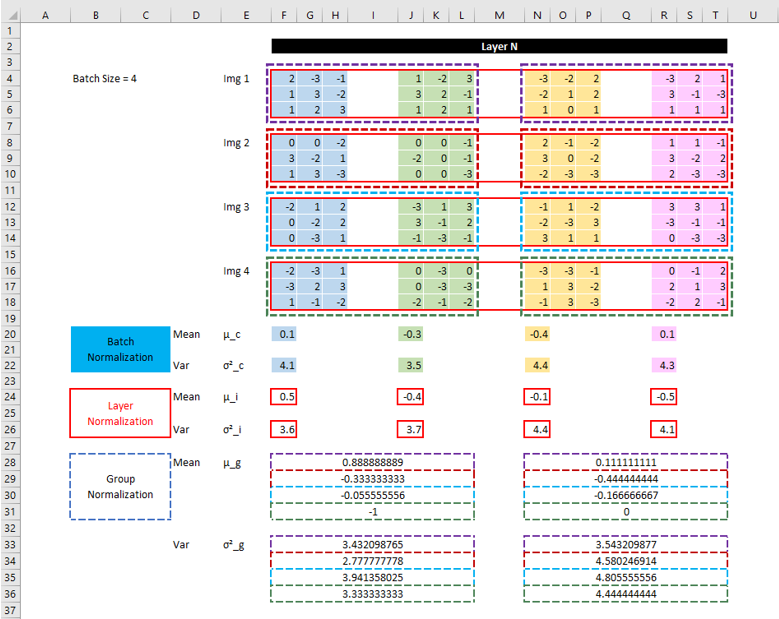 A B C D E F G H I J K L M N O P Q R S T U
1
2 Layer N
3
4 Batch Size = 4 Img 1 2 -3 -1 1 -2 3 -3 -2 2 -3 2 1
5 1 3 -2 3 2 -1 -2 1 2 3 -1 -3
6 1 2 3 1 2 1 1 0 1 1 1 1
7
8 Img 2 0 0 -2 0 0 -1 2 -1 -2 1 1 -1
9 3 -2 1 -2 0 -1 3 0 -2 3 -2 2
10 1 3 -3 0 0 -3 -2 -3 -3 2 -3 -3
11
12 Img 3 -2 1 2 -3 1 3 -1 1 -2 3 3 1
13 0 -2 2 3 -1 2 -2 -3 3 -3 -1 -1
14 0 -3 1 -1 -3 -1 3 1 1 0 -3 -3
15
16 Img 4 -2 -3 1 0 -3 0 -3 -3 -1 0 -1 2
17 -3 2 3 0 -3 -3 1 3 -2 2 1 3
18 1 -1 -2 -2 -1 -2 -1 3 -3 -2 2 -1
19
20 Batch Mean μ_c 0.1 -0.3 -0.4 0.1
21 Normalization
22 Var σ²_c 4.1 3.5 4.4 4.3
23
24 Layer Mean μ_i 0.5 -0.4 -0.1 -0.5
25 Normalization
26 Var σ²_i 3.6 3.7 4.4 4.1
27
28 Mean μ_g 0.888888889 0.111111111
29 Group -0.333333333 -0.444444444
30 Normalization -0.055555556 -0.166666667
31 -1 0
32
33 Var σ²_g 3.432098765 3.543209877
34 2.777777778 4.580246914
35 3.941358025 4.805555556
36 3.333333333 4.444444444
37